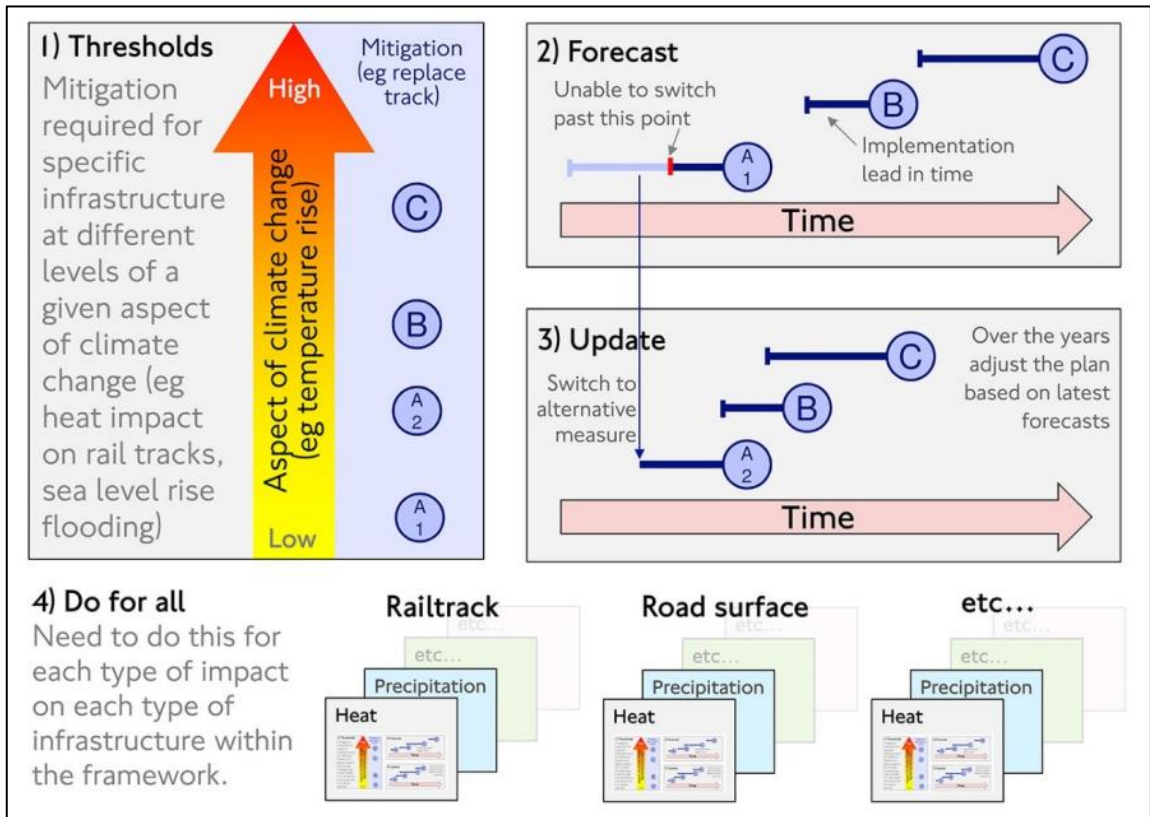 1) Thresholds
Mitigation
required for
specific
infrastructure
at different
levels of a
given aspect
of climate
change (eg
heat impact
on rail tracks,
sea level rise
flooding)
High
Aspect of climate change
(eg temperature rise)
Low
Mitigation
(eg replace
track)
C
B
A
2
A
1
2) Forecast
Unable to switch
past this point
C
B
Implementation
lead in time
A
1
Time
3) Update
Switch to
alternative
measure
C
B
A
2
Over the years
adjust the plan
based on latest
forecasts
Time
4) Do for all
Need to do this for
each type of impact
on each type of
infrastructure within
the framework.
Railtrack
etc...
etc...
Precipitation
Heat
Road surface
etc...
etc...
Precipitation
Heat
etc...
etc...
etc...
Precipitation
Heat